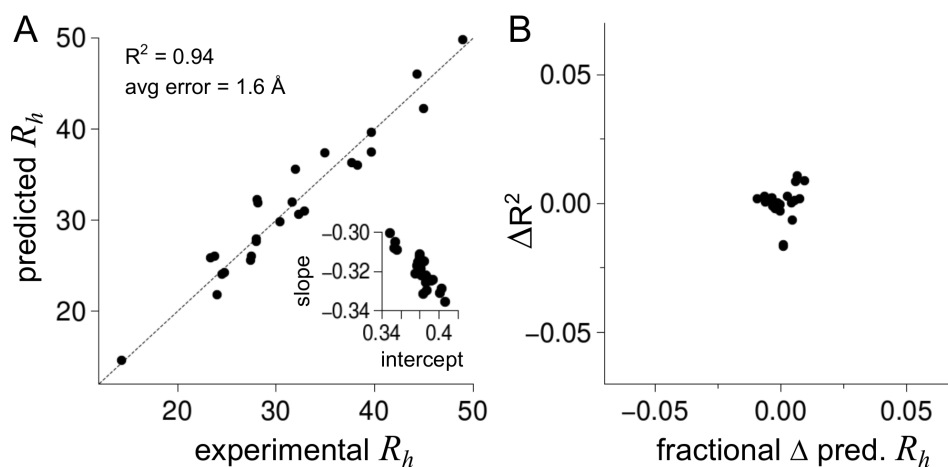 A
R² = 0.94
avg error = 1.6 Å
predicted Rₕ
50
40
30
20
20 30 40 50
experimental Rₕ
slope
−0.30
−0.32
−0.34
0.34 0.4
intercept
B
ΔR²
0.05
0.00
−0.05
−0.05 0.00 0.05
fractional Δ pred. Rₕ